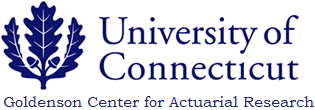 University of
Connecticut
Goldenson Center for Actuarial Research